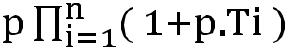 p ∏ⁿᵢ₌₁( 1+p.Ti )